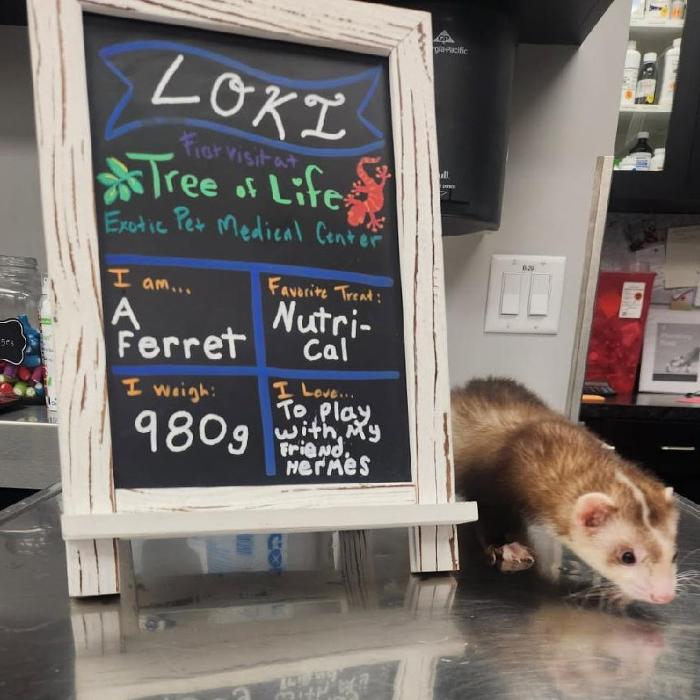 LOKI
First visit at
Tree of Life
Exotic Pet Medical Center
I am...
A
Ferret
Favorite Treat:
Nutri-
Cal
I Weigh:
980g
I Love...
To Play
with My
Friend,
HERMES
GP